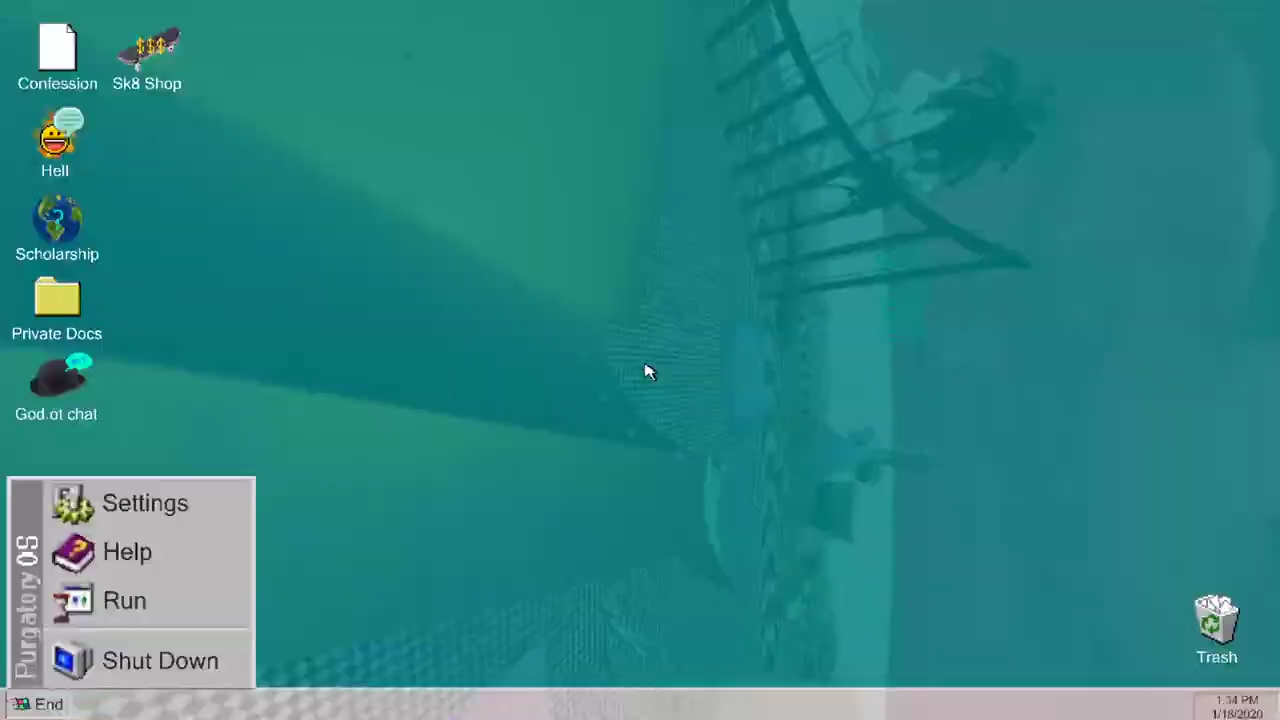 Confession
Sk8 Shop
$$$
Hell
Scholarship
?
Private Docs
God.ot chat
Purgatory OS
Settings
Help
Run
Shut Down
Trash
End
1:34 PM
1/18/2020